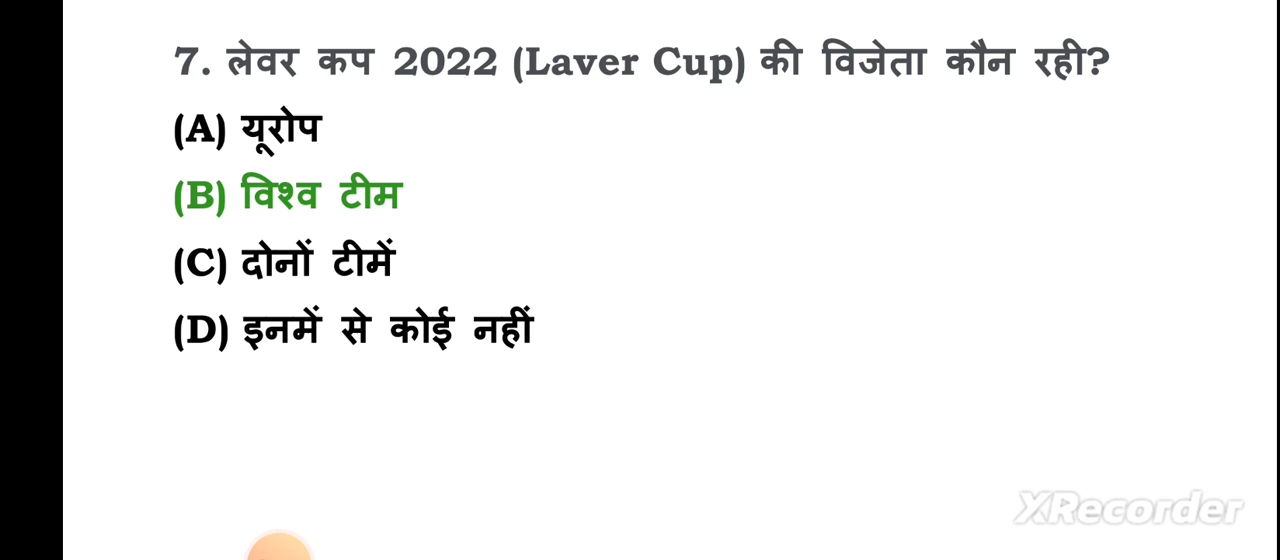 7. लेवर कप 2022 (Laver Cup) की विजेता कौन रही?
(A) यूरोप
(B) विश्व टीम
(C) दोनों टीमें
(D) इनमें से कोई नहीं
XRecorder